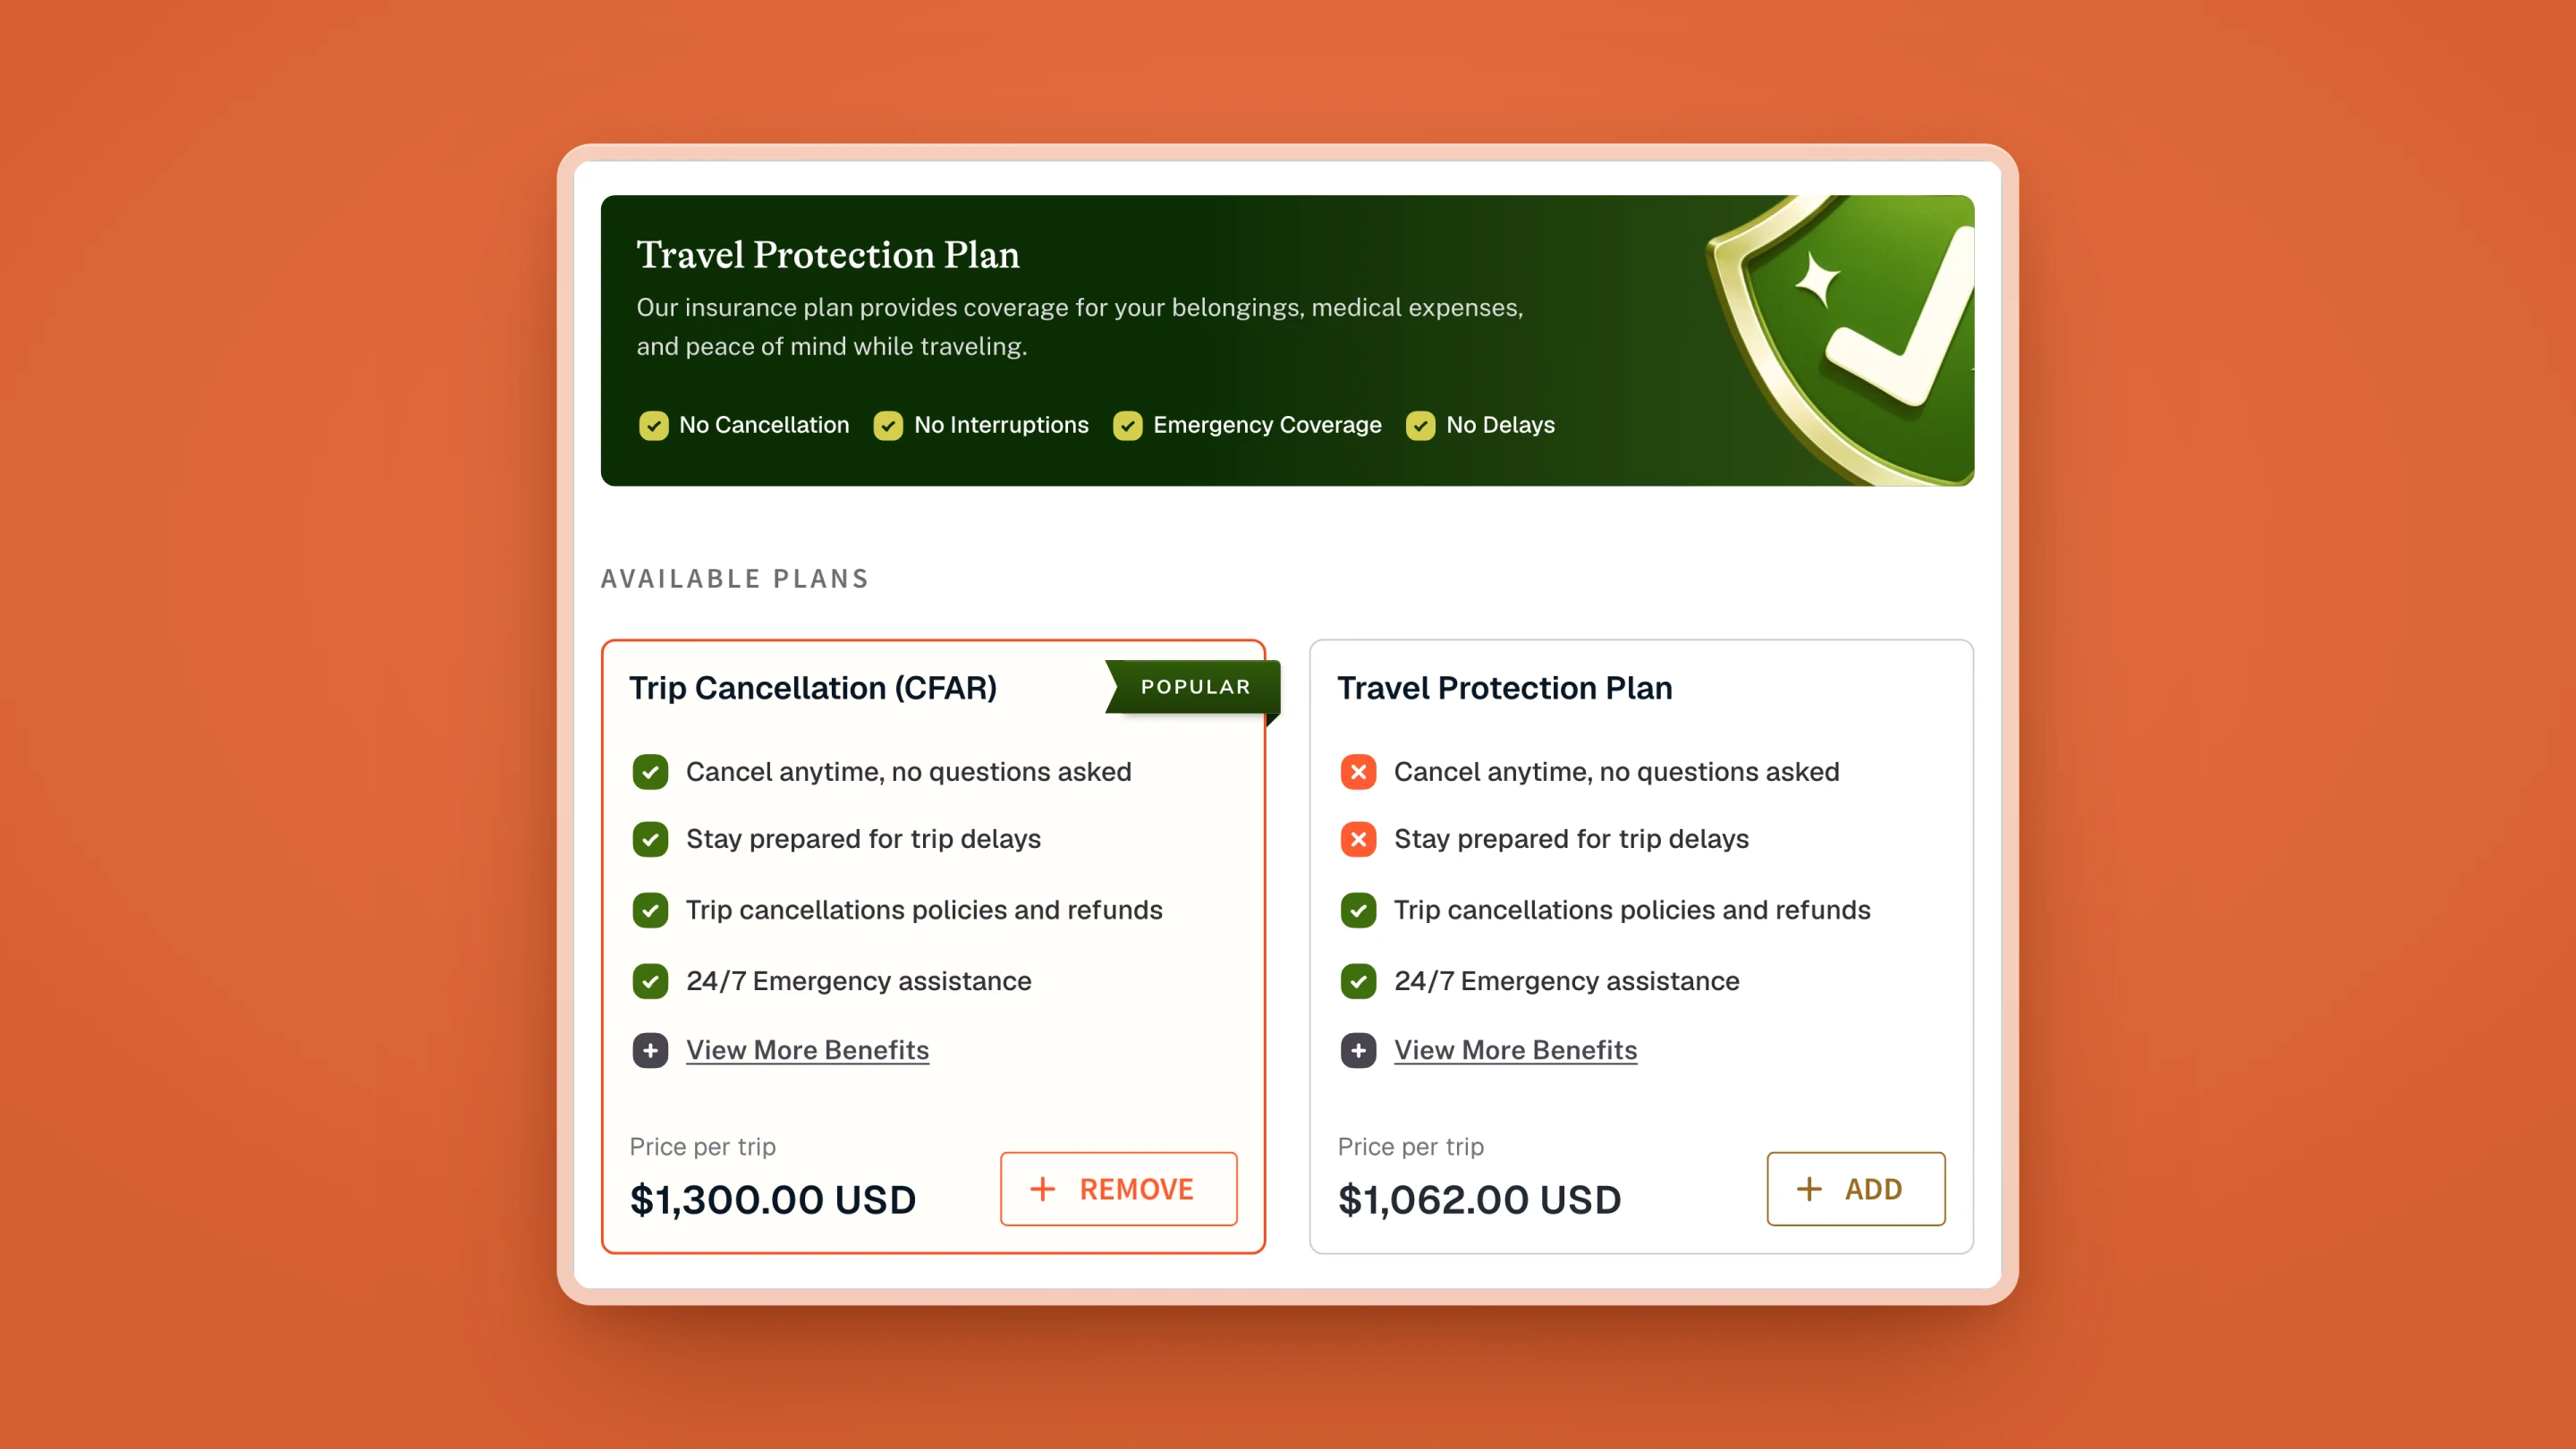 Travel Protection Plan
Our insurance plan provides coverage for your belongings, medical expenses,
and peace of mind while traveling.
No Cancellation No Interruptions Emergency Coverage No Delays
AVAILABLE PLANS
Trip Cancellation (CFAR)
POPULAR
Cancel anytime, no questions asked
Stay prepared for trip delays
Trip cancellations policies and refunds
24/7 Emergency assistance
View More Benefits
Price per trip
$1,300.00 USD
REMOVE
Travel Protection Plan
Cancel anytime, no questions asked
Stay prepared for trip delays
Trip cancellations policies and refunds
24/7 Emergency assistance
View More Benefits
Price per trip
$1,062.00 USD
ADD